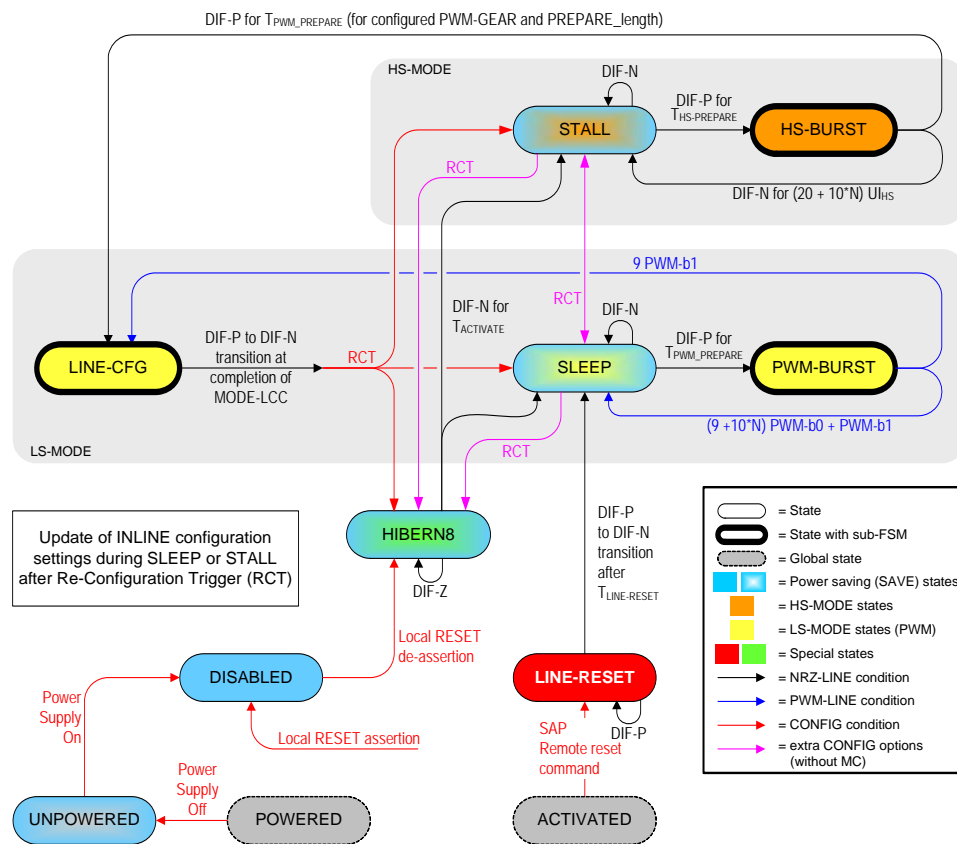 DIF-P for TPWM_PREPARE (for configured PWM-GEAR and PREPARE_length)
HS-MODE
DIF-N
STALL
DIF-P for
THS-PREPARE
HS-BURST
RCT
DIF-N for (20 + 10*N) UIHS
9 PWM-b1
RCT
DIF-N for
TACTIVATE
DIF-N
LINE-CFG
DIF-P to DIF-N
transition at
completion of
MODE-LCC
RCT
SLEEP
DIF-P for
TPWM_PREPARE
PWM-BURST
(9 +10*N) PWM-b0 + PWM-b1
RCT
LS-MODE
Update of INLINE configuration
settings during SLEEP or STALL
after Re-Configuration Trigger (RCT)
HIBERN8
DIF-Z
DIF-P
to DIF-N
transition
after
TLINE-RESET
Local RESET
de-assertion
DISABLED
Power
Supply
On
Local RESET assertion
LINE-RESET
DIF-P
SAP
Remote reset
command
Power
Supply
Off
UNPOWERED
POWERED
ACTIVATED
= State
= State with sub-FSM
= Global state
= Power saving (SAVE) states
= HS-MODE states
= LS-MODE states (PWM)
= Special states
= NRZ-LINE condition
= PWM-LINE condition
= CONFIG condition
= extra CONFIG options
(without MC)